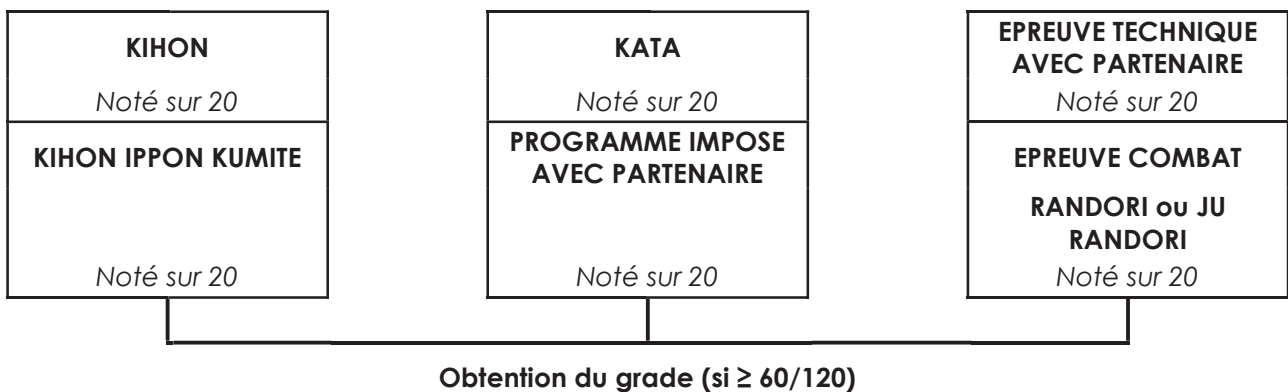 KIHON
Noté sur 20
KIHON IPPON KUMITE
Noté sur 20
KATA
Noté sur 20
PROGRAMME IMPOSE
AVEC PARTENAIRE
Noté sur 20
EPREUVE TECHNIQUE
AVEC PARTENAIRE
Noté sur 20
EPREUVE COMBAT
RANDORI ou JU
RANDORI
Noté sur 20
Obtention du grade (si ≥ 60/120)